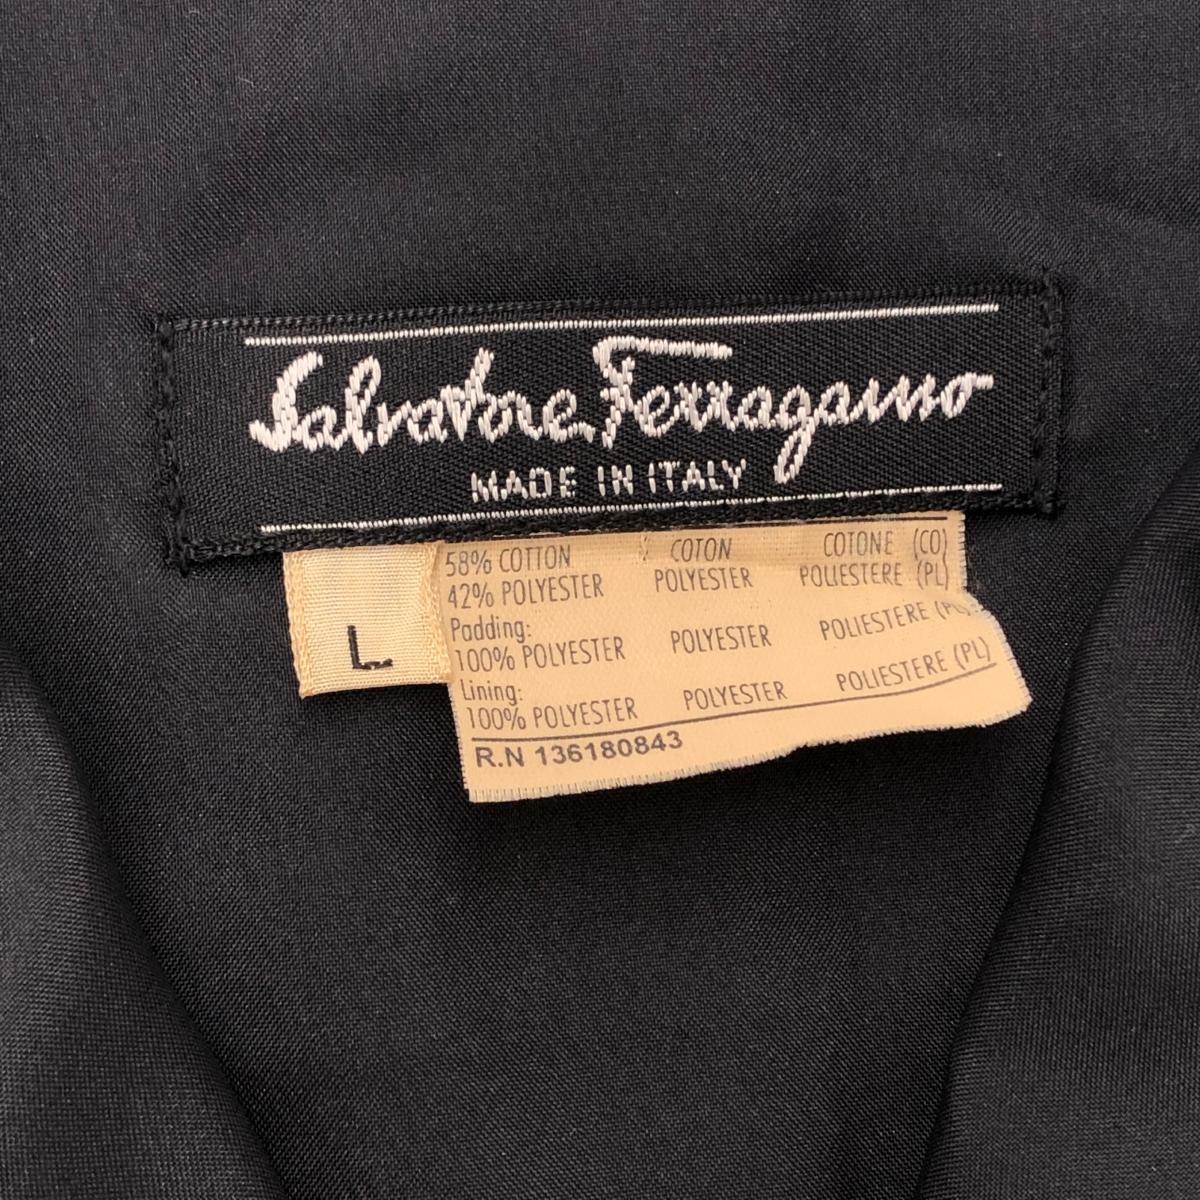 Salvatore Ferragamo
MADE IN ITALY
L
58% COTTON COTON COTONE (CO)
42% POLYESTER POLYESTER POLIESTERE (PL)
Padding:
100% POLYESTER POLYESTER POLIESTERE (PL)
Lining:
100% POLYESTER POLYESTER POLIESTERE (PL)
R.N 136180843